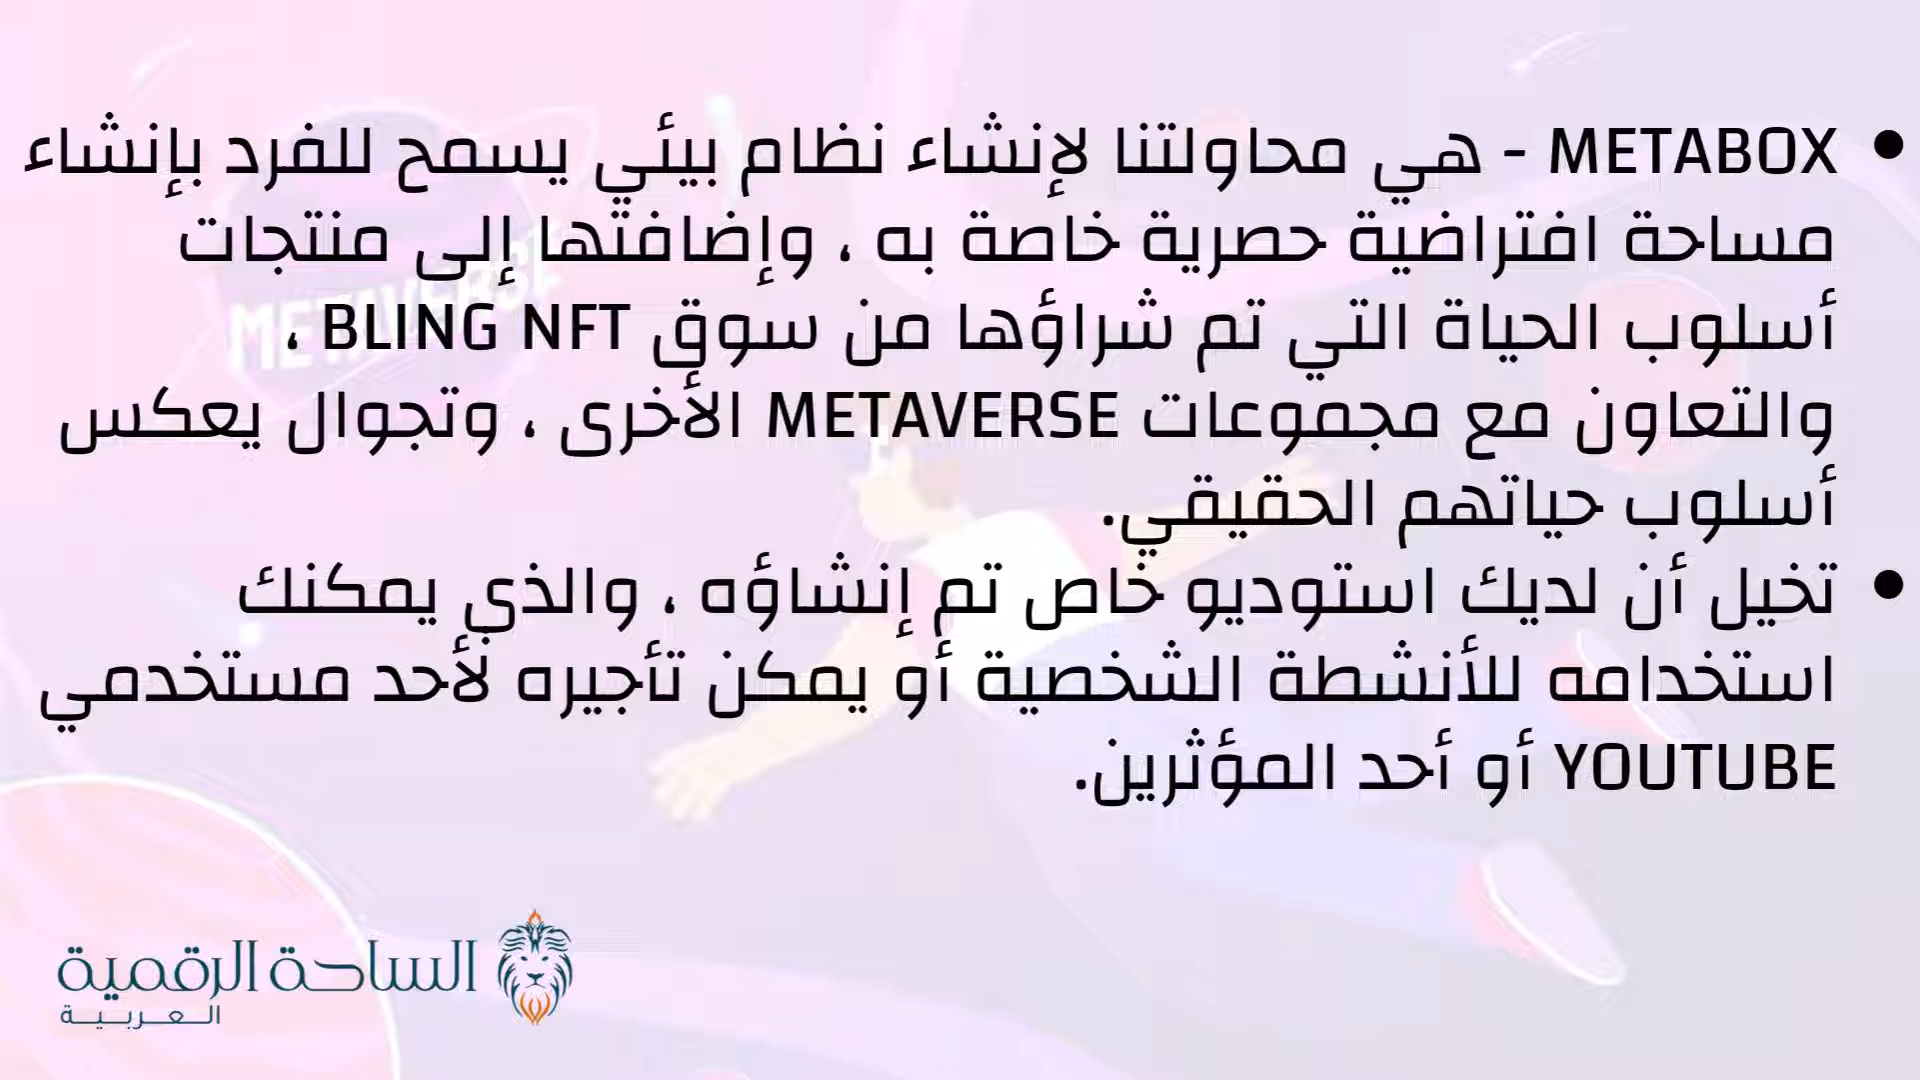 • METABOX - هي محاولتنا لإنشاء نظام بيئي يسمح للفرد بإنشاء
مساحة افتراضية حصرية خاصة به ، وإضافتها إلى منتجات
أسلوب الحياة التي تم شراؤها من سوق BLING NFT ،
والتعاون مع مجموعات METAVERSE الأخرى ، وتجوال يعكس
أسلوب حياتهم الحقيقي.
• تخيل أن لديك استوديو خاص تم إنشاؤه ، والذي يمكنك
استخدامه للأنشطة الشخصية أو يمكن تأجيره لأحد مستخدمي
YOUTUBE أو أحد المؤثرين.
METAVERSE
الساحة الرقمية
العربية